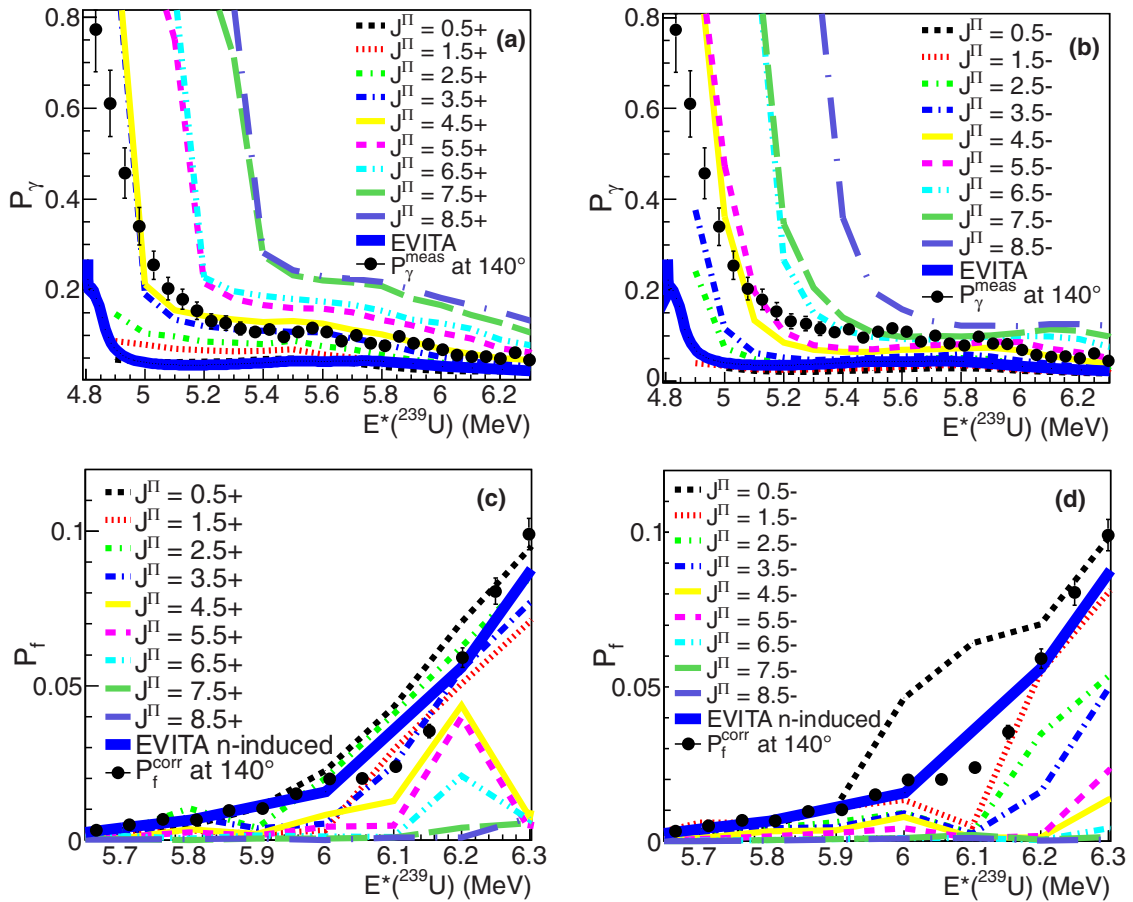 (a)
P_γ
0.8
0.6
0.4
0.2
4.8 5 5.2 5.4 5.6 5.8 6 6.2
E*(²³⁹U) (MeV)
J^Π = 0.5+
J^Π = 1.5+
J^Π = 2.5+
J^Π = 3.5+
J^Π = 4.5+
J^Π = 5.5+
J^Π = 6.5+
J^Π = 7.5+
J^Π = 8.5+
EVITA
P_γ^meas at 140°
(b)
P_γ
0.8
0.6
0.4
0.2
0
4.8 5 5.2 5.4 5.6 5.8 6 6.2
E*(²³⁹U) (MeV)
J^Π = 0.5-
J^Π = 1.5-
J^Π = 2.5-
J^Π = 3.5-
J^Π = 4.5-
J^Π = 5.5-
J^Π = 6.5-
J^Π = 7.5-
J^Π = 8.5-
EVITA
P_γ^meas at 140°
(c)
P_f
0.1
0.05
0
5.7 5.8 5.9 6 6.1 6.2 6.3
E*(²³⁹U) (MeV)
J^Π = 0.5+
J^Π = 1.5+
J^Π = 2.5+
J^Π = 3.5+
J^Π = 4.5+
J^Π = 5.5+
J^Π = 6.5+
J^Π = 7.5+
J^Π = 8.5+
EVITA n-induced
P_f^corr at 140°
(d)
P_f
0.1
0.05
0
5.7 5.8 5.9 6 6.1 6.2 6.3
E*(²³⁹U) (MeV)
J^Π = 0.5-
J^Π = 1.5-
J^Π = 2.5-
J^Π = 3.5-
J^Π = 4.5-
J^Π = 5.5-
J^Π = 6.5-
J^Π = 7.5-
J^Π = 8.5-
EVITA n-induced
P_f^corr at 140°